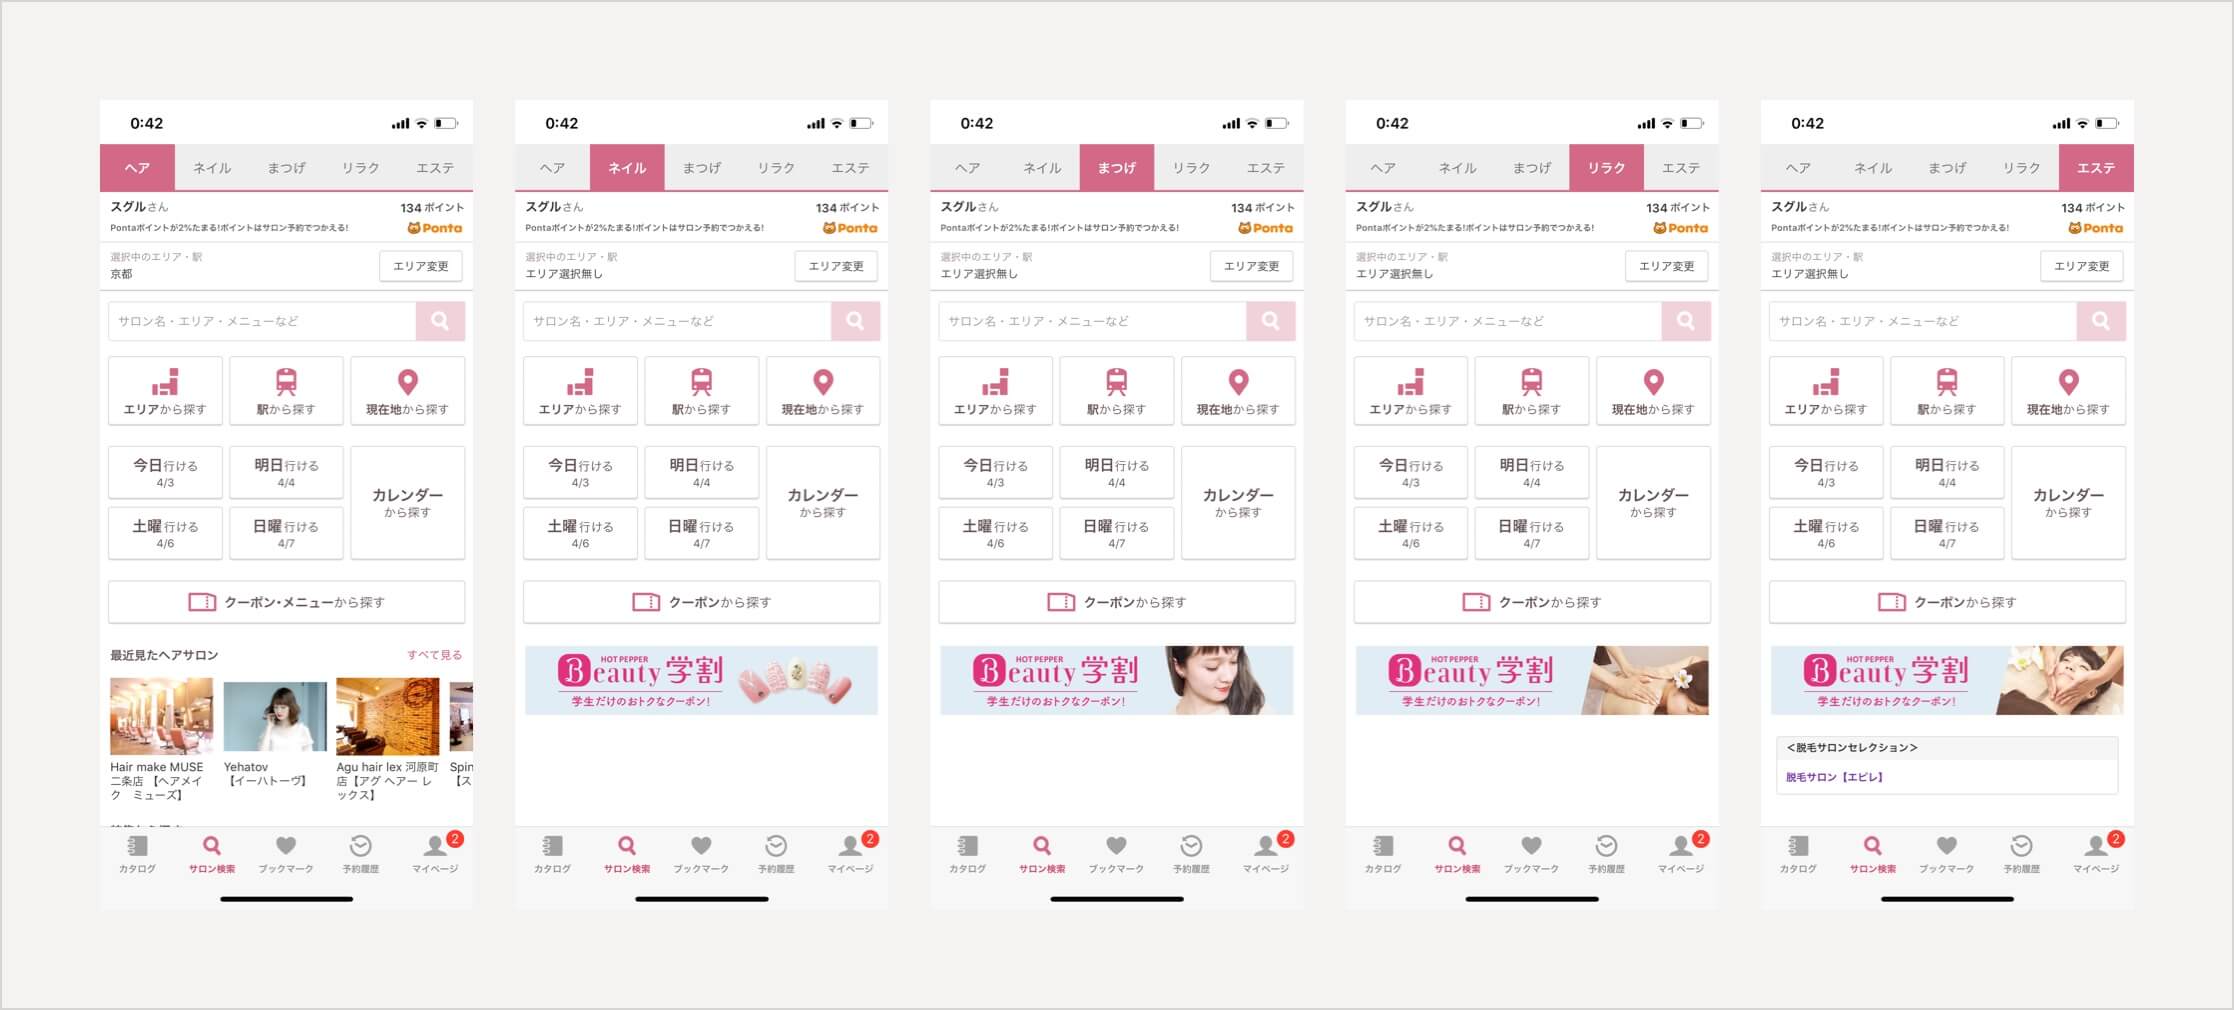 0:42
ヘア ネイル まつげ リラク エステ
スグルさん 134 ポイント
Pontaポイントが2%たまる!ポイントはサロン予約でつかえる! Ponta
選択中のエリア・駅
京都
エリア変更
サロン名・エリア・メニューなど
エリアから探す 駅から探す 現在地から探す
今日行ける 明日行ける
4/3 4/4
カレンダー
から探す
土曜行ける 日曜行ける
4/6 4/7
クーポン・メニューから探す
最近見たヘアサロン すべて見る
Hair make MUSE
二条店 【ヘアメイ
ク ミューズ】
Yehatov
【イーハトーヴ】
Agu hair lex 河原町
店【アグ ヘアー レ
ックス】
Spin
【ス
カタログ サロン検索 ブックマーク 予約履歴 マイページ
2
0:42
ヘア ネイル まつげ リラク エステ
スグルさん 134 ポイント
Pontaポイントが2%たまる!ポイントはサロン予約でつかえる! Ponta
選択中のエリア・駅
エリア選択無し
エリア変更
サロン名・エリア・メニューなど
エリアから探す 駅から探す 現在地から探す
今日行ける 明日行ける
4/3 4/4
カレンダー
から探す
土曜行ける 日曜行ける
4/6 4/7
クーポンから探す
HOT PEPPER
Beauty 学割
学生だけのおトクなクーポン!
カタログ サロン検索 ブックマーク 予約履歴 マイページ
2
0:42
ヘア ネイル まつげ リラク エステ
スグルさん 134 ポイント
Pontaポイントが2%たまる!ポイントはサロン予約でつかえる! Ponta
選択中のエリア・駅
エリア選択無し
エリア変更
サロン名・エリア・メニューなど
エリアから探す 駅から探す 現在地から探す
今日行ける 明日行ける
4/3 4/4
カレンダー
から探す
土曜行ける 日曜行ける
4/6 4/7
クーポンから探す
HOT PEPPER
Beauty 学割
学生だけのおトクなクーポン!
カタログ サロン検索 ブックマーク 予約履歴 マイページ
2
0:42
ヘア ネイル まつげ リラク エステ
スグルさん 134 ポイント
Pontaポイントが2%たまる!ポイントはサロン予約でつかえる! Ponta
選択中のエリア・駅
エリア選択無し
エリア変更
サロン名・エリア・メニューなど
エリアから探す 駅から探す 現在地から探す
今日行ける 明日行ける
4/3 4/4
カレンダー
から探す
土曜行ける 日曜行ける
4/6 4/7
クーポンから探す
HOT PEPPER
Beauty 学割
学生だけのおトクなクーポン!
カタログ サロン検索 ブックマーク 予約履歴 マイページ
2
0:42
ヘア ネイル まつげ リラク エステ
スグルさん 134 ポイント
Pontaポイントが2%たまる!ポイントはサロン予約でつかえる! Ponta
選択中のエリア・駅
エリア選択無し
エリア変更
サロン名・エリア・メニューなど
エリアから探す 駅から探す 現在地から探す
今日行ける 明日行ける
4/3 4/4
カレンダー
から探す
土曜行ける 日曜行ける
4/6 4/7
クーポンから探す
HOT PEPPER
Beauty 学割
学生だけのおトクなクーポン!
<脱毛サロンセレクション>
脱毛サロン【エピレ】
カタログ サロン検索 ブックマーク 予約履歴 マイページ
2